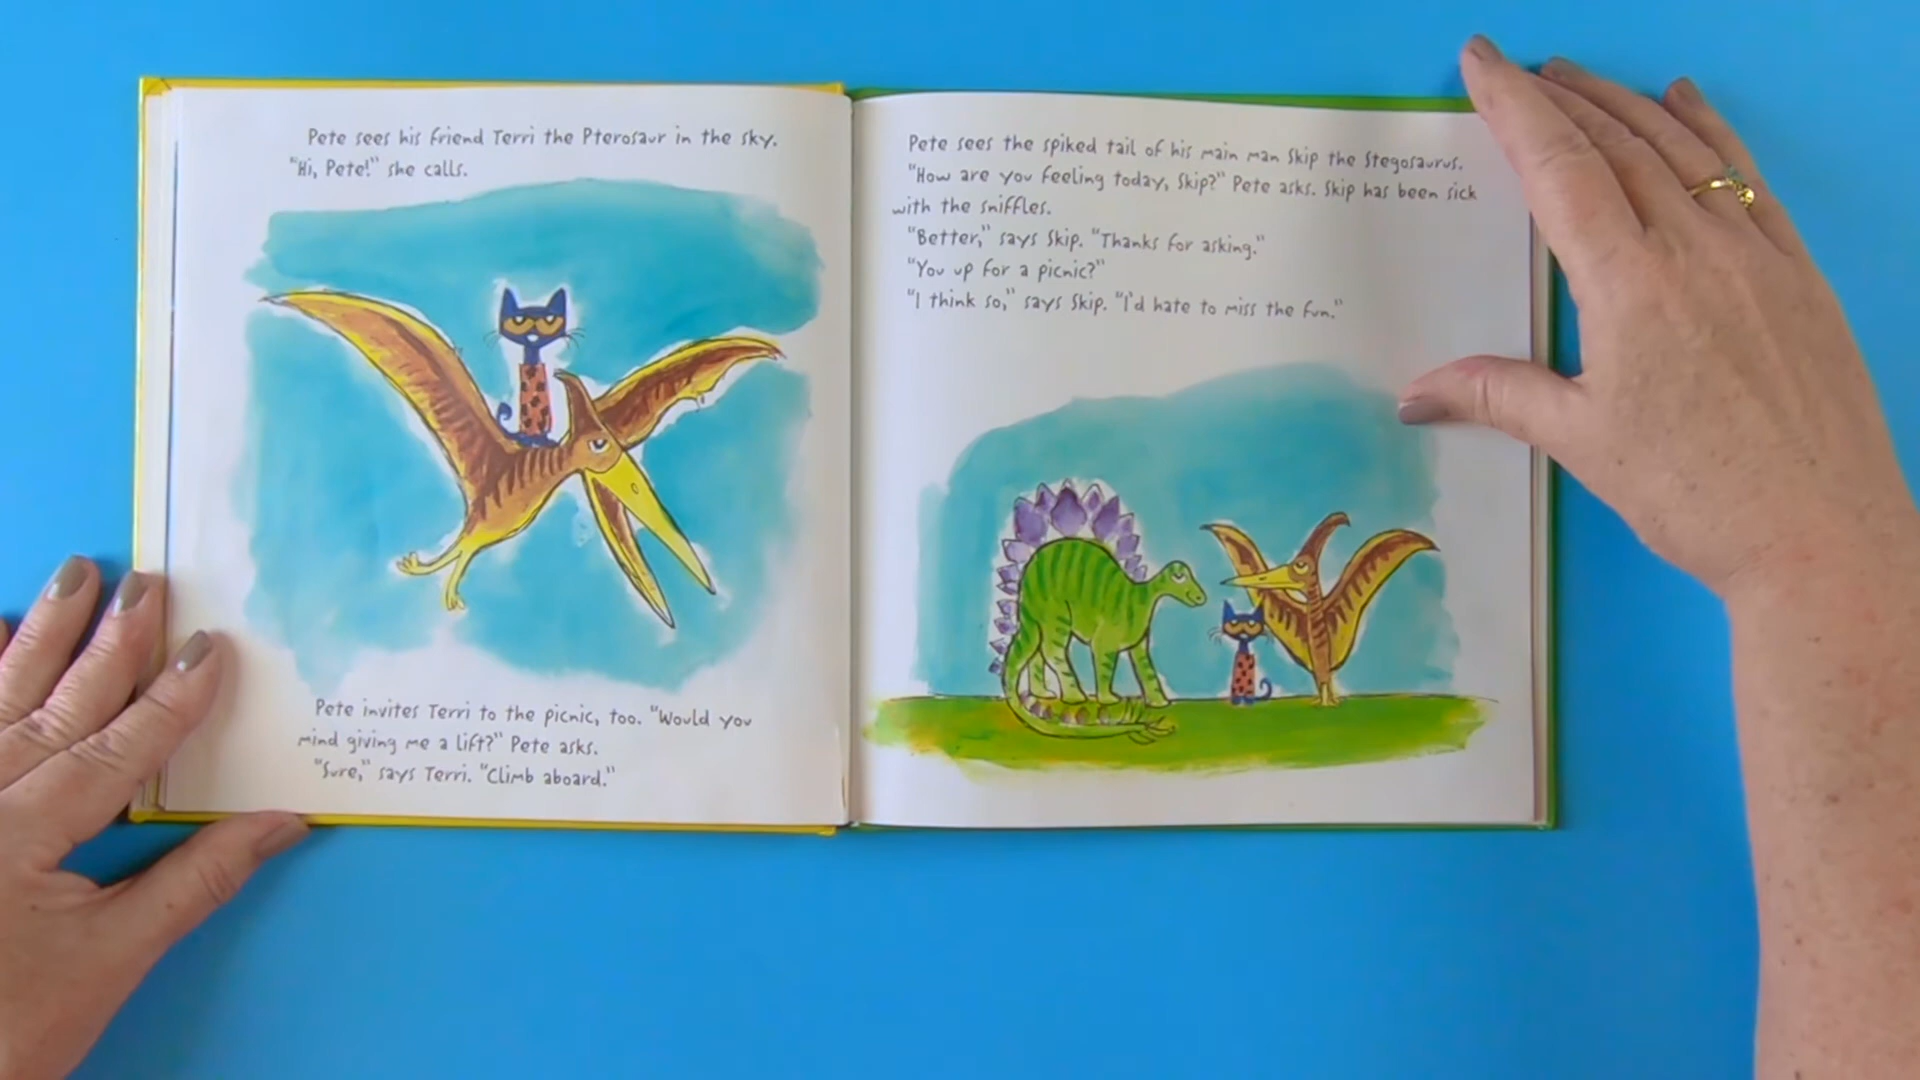 Pete sees his friend Terri the Pterosaur in the sky.
"Hi, Pete!" she calls.
Pete invites Terri to the picnic, too. "Would you
mind giving me a lift?" Pete asks.
"Sure," says Terri. "Climb aboard."
Pete sees the spiked tail of his main man Skip the Stegosaurus.
"How are you feeling today, Skip?" Pete asks. Skip has been sick
with the sniffles.
"Better," says Skip. "Thanks for asking."
"You up for a picnic?"
"I think so," says Skip. "I'd hate to miss the fun."